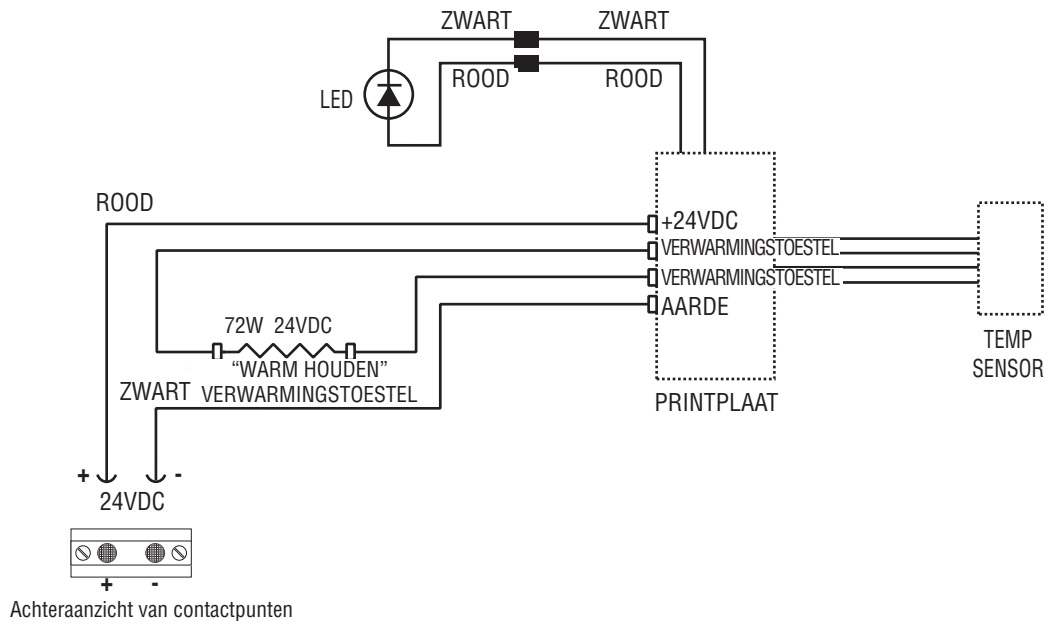 ZWART ZWART
ROOD ROOD
LED
ROOD
+24VDC
VERWARMINGSTOESTEL
VERWARMINGSTOESTEL
AARDE
72W 24VDC
“WARM HOUDEN”
VERWARMINGSTOESTEL
ZWART
PRINTPLAAT
TEMP
SENSOR
+ -
24VDC
+ -
Achteraanzicht van contactpunten